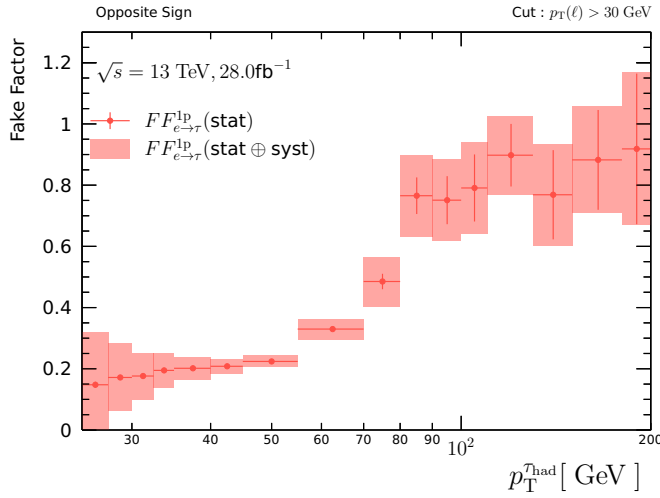 Opposite Sign
Cut : p_T(ℓ) > 30 GeV
Fake Factor
√s = 13 TeV, 28.0fb⁻¹
FF^{1p}_{e→τ}(stat)
FF^{1p}_{e→τ}(stat ⊕ syst)
1.2
1
0.8
0.6
0.4
0.2
0
30 40 50 60 70 80 90 10² 200
p_T^{τ_had} [ GeV]